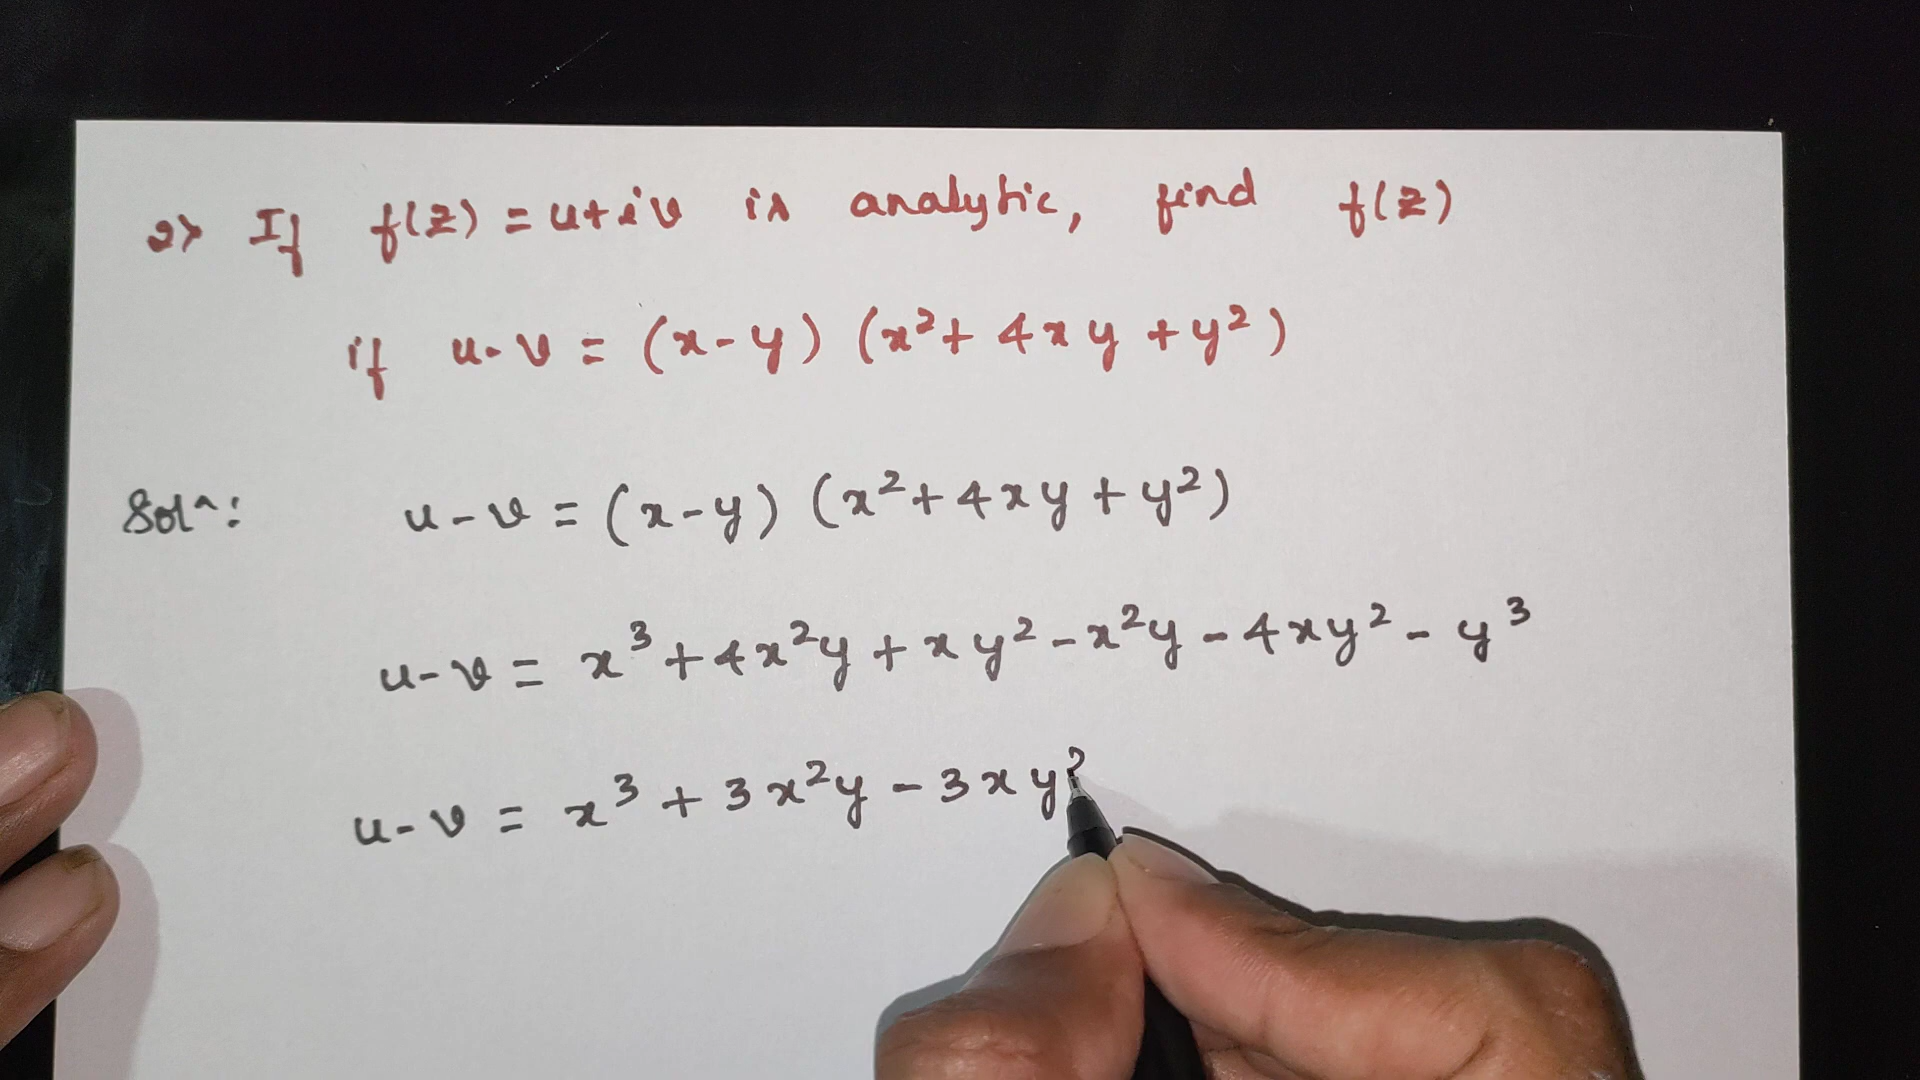 2) If f(z) = u+iv is analytic, find f(z)
if u-v = (x-y) (x²+ 4xy +y²)
Solⁿ: u-v = (x-y) (x²+4xy+y²)
u-v = x³+4x²y+xy²-x²y-4xy²-y³
u-v = x³+3x²y-3xy²